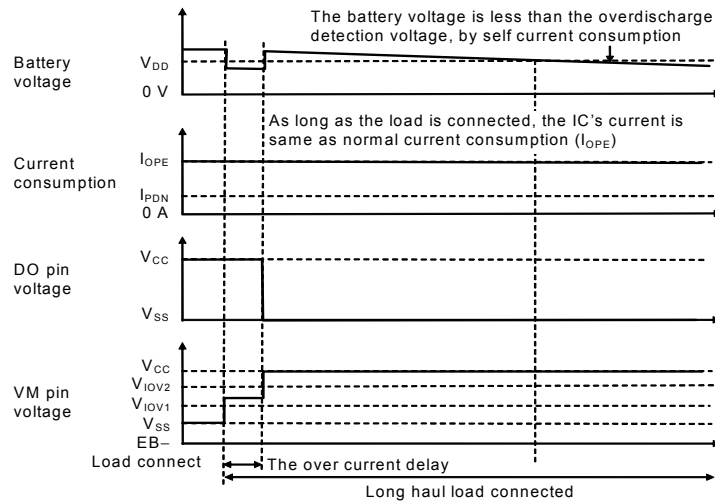 The battery voltage is less than the overdischarge
detection voltage, by self current consumption
Battery
voltage
VDD
0 V
As long as the load is connected, the IC's current is
same as normal current consumption (IOPE)
Current
consumption
IOPE
IPDN
0 A
DO pin
voltage
VCC
VSS
VM pin
voltage
VCC
VIOV2
VIOV1
VSS
EB−
Load connect
The over current delay
Long haul load connected